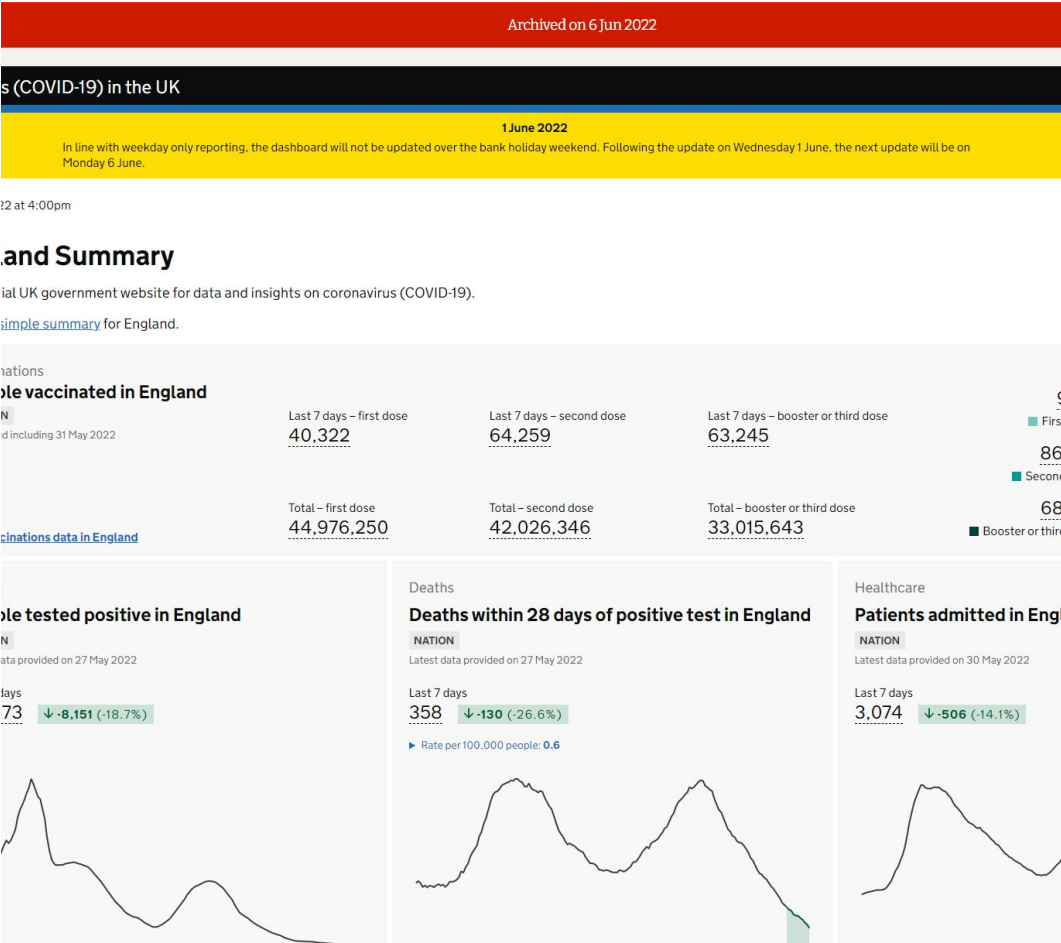 Archived on 6 Jun 2022
s (COVID-19) in the UK
1 June 2022
In line with weekday only reporting, the dashboard will not be updated over the bank holiday weekend. Following the update on Wednesday 1 June, the next update will be on
Monday 6 June.
22 at 4:00pm
and Summary
ial UK government website for data and insights on coronavirus (COVID-19).
simple summary for England.
nations
ple vaccinated in England
N
d including 31 May 2022
Last 7 days – first dose
40,322
Last 7 days – second dose
64,259
Last 7 days – booster or third dose
63,245
Total – first dose
44,976,250
Total – second dose
42,026,346
Total – booster or third dose
33,015,643
Firs
86
Second
68
Booster or thir
cinations data in England
ple tested positive in England
N
ata provided on 27 May 2022
days
73 ↓ -8,151 (-18.7%)
Deaths
Deaths within 28 days of positive test in England
NATION
Latest data provided on 27 May 2022
Last 7 days
358 ↓ -130 (-26.6%)
Rate per 100,000 people: 0.6
Healthcare
Patients admitted in Eng
NATION
Latest data provided on 30 May 2022
Last 7 days
3,074 ↓ -506 (-14.1%)